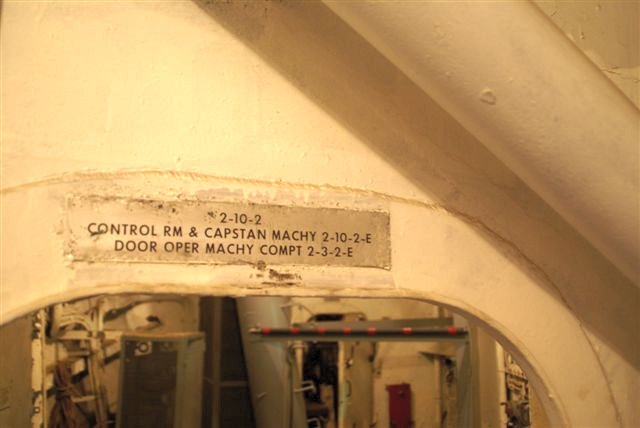 2-10-2
CONTROL RM & CAPSTAN MACHY 2-10-2-E
DOOR OPER MACHY COMPT 2-3-2-E